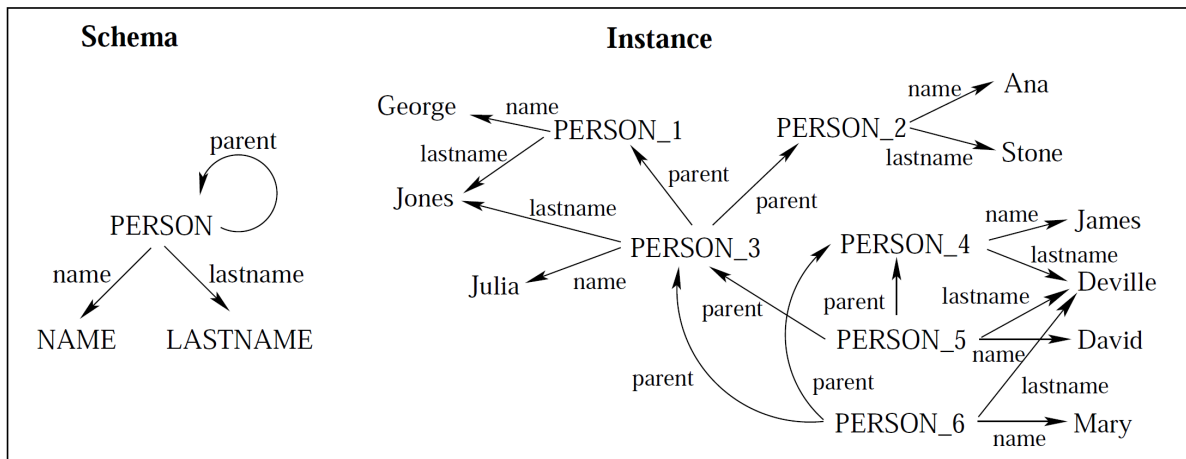 Schema
Instance
parent
PERSON
name
lastname
NAME
LASTNAME
George
name
PERSON_1
lastname
Jones
lastname
parent
PERSON_2
name
Ana
lastname
Stone
parent
PERSON_3
name
Julia
PERSON_4
name
James
lastname
Deville
parent
parent
lastname
PERSON_5
name
David
parent
parent
lastname
PERSON_6
name
Mary